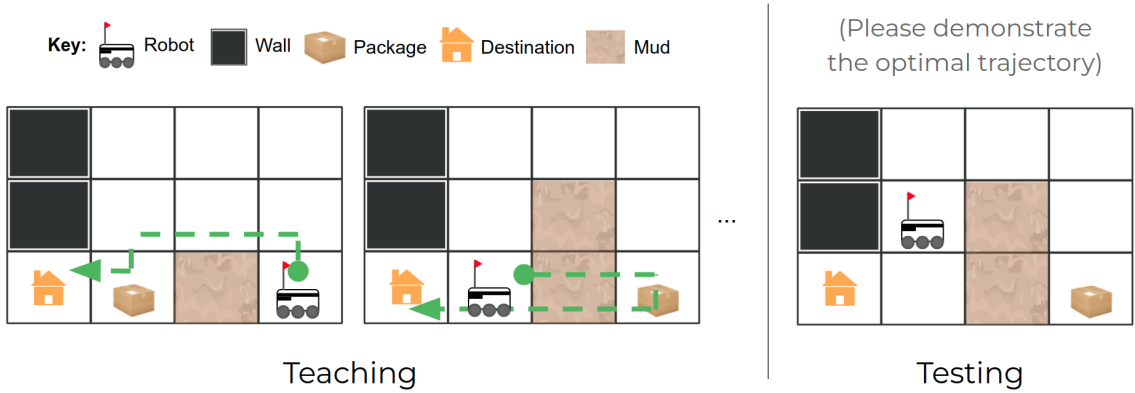 Key: Robot Wall Package Destination Mud
(Please demonstrate
the optimal trajectory)
...
Teaching
Testing